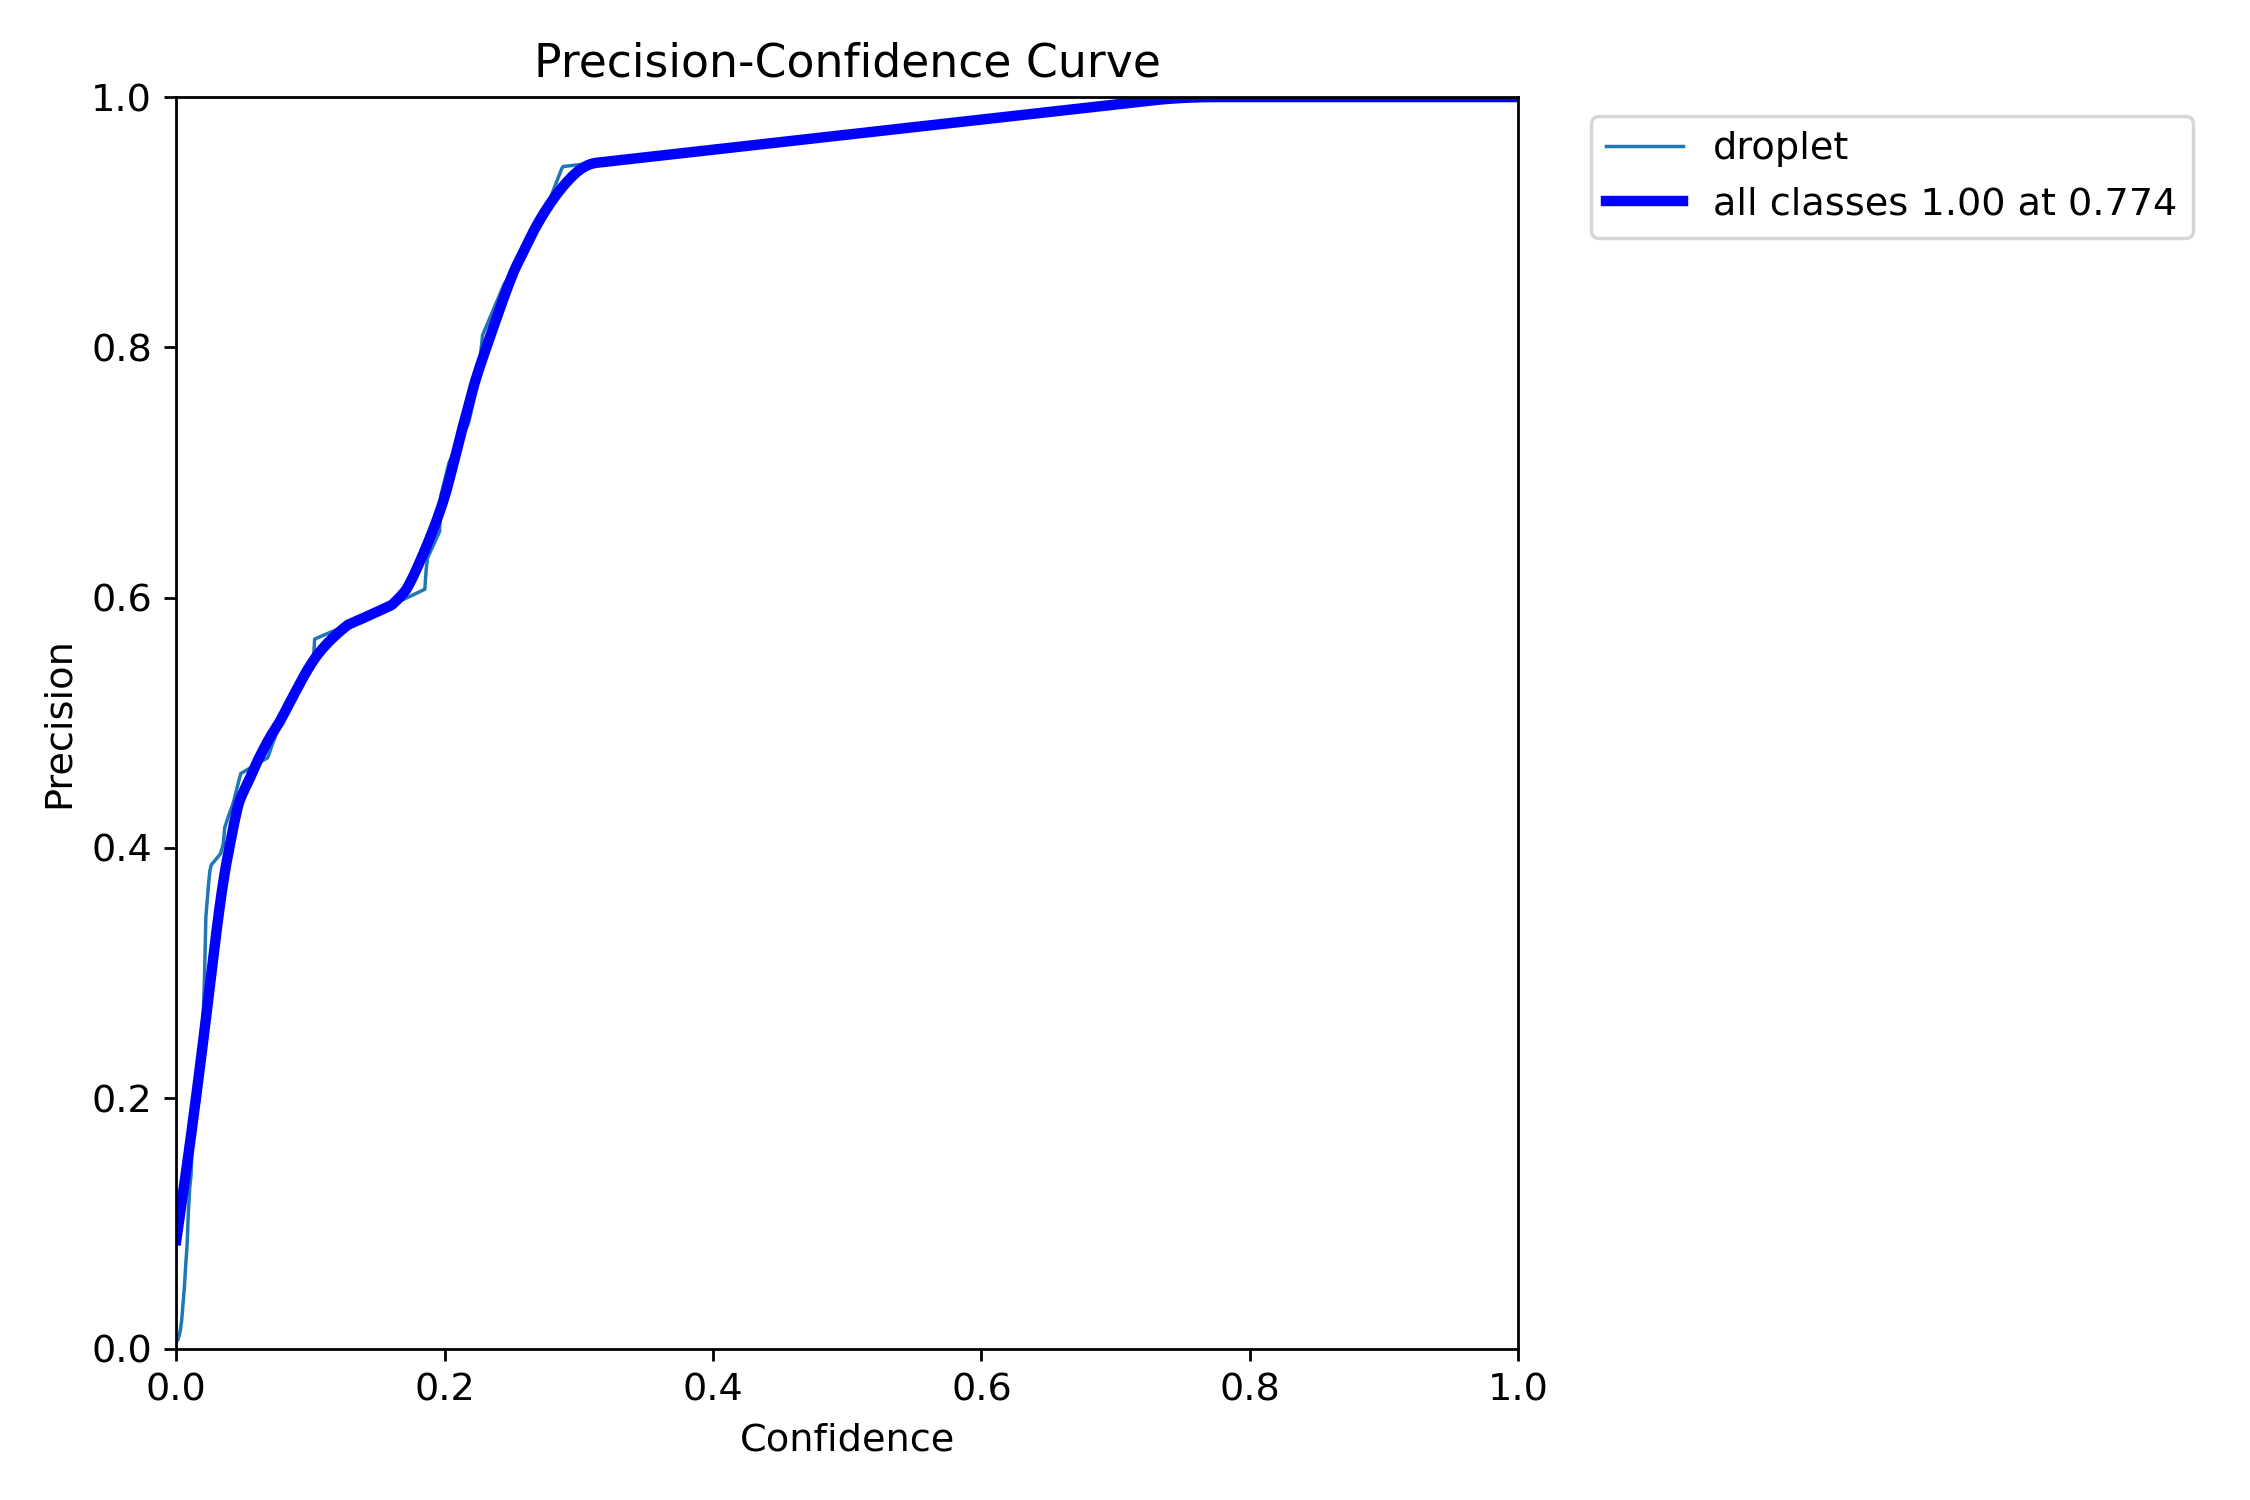 Precision-Confidence Curve
1.0
0.8
0.6
0.4
0.2
0.0
Precision
0.0 0.2 0.4 0.6 0.8 1.0
Confidence
droplet
all classes 1.00 at 0.774